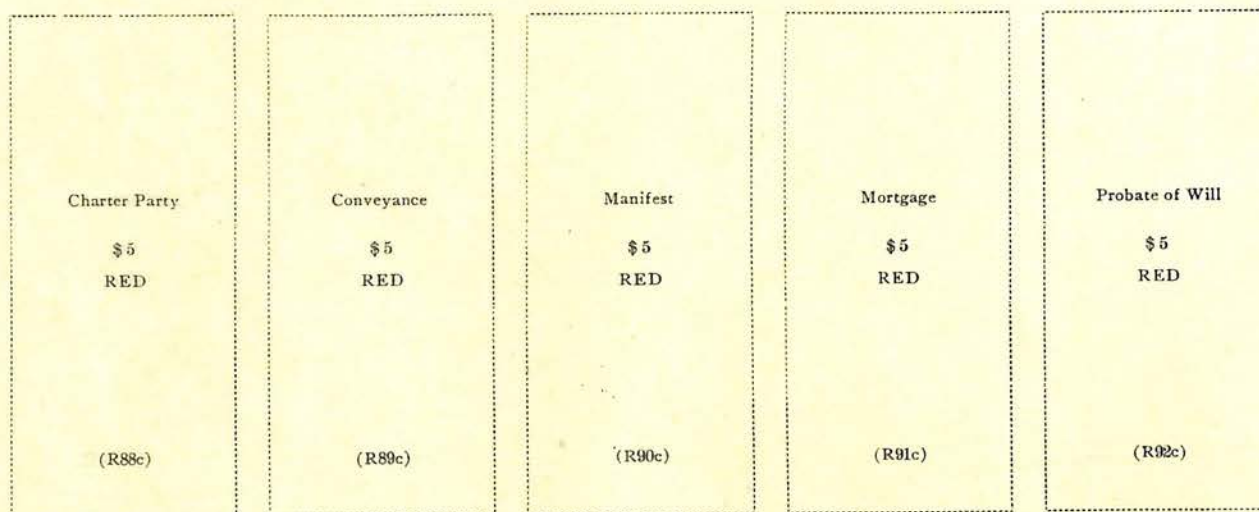 Charter Party
$5
RED
(R88c)
Conveyance
$5
RED
(R89c)
Manifest
$5
RED
(R90c)
Mortgage
$5
RED
(R91c)
Probate of Will
$5
RED
(R92c)